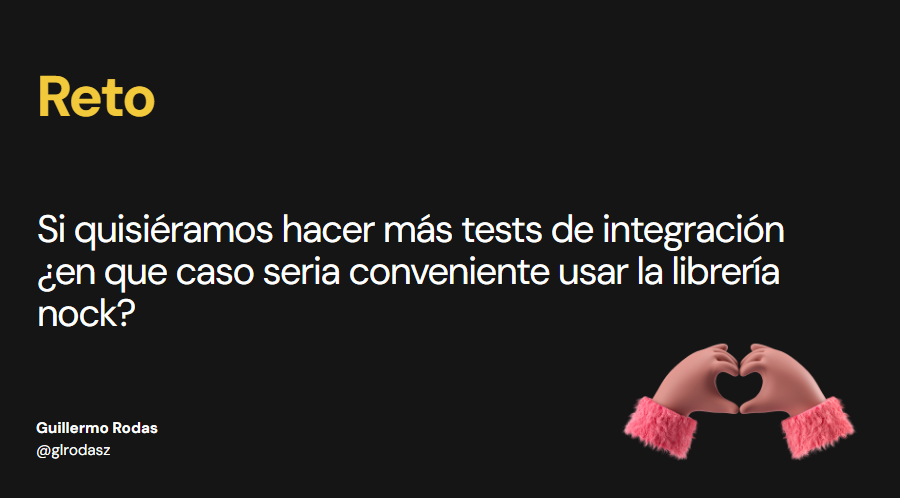 Reto
Si quisiéramos hacer más tests de integración
¿en que caso seria conveniente usar la librería
nock?
Guillermo Rodas
@glrodasz